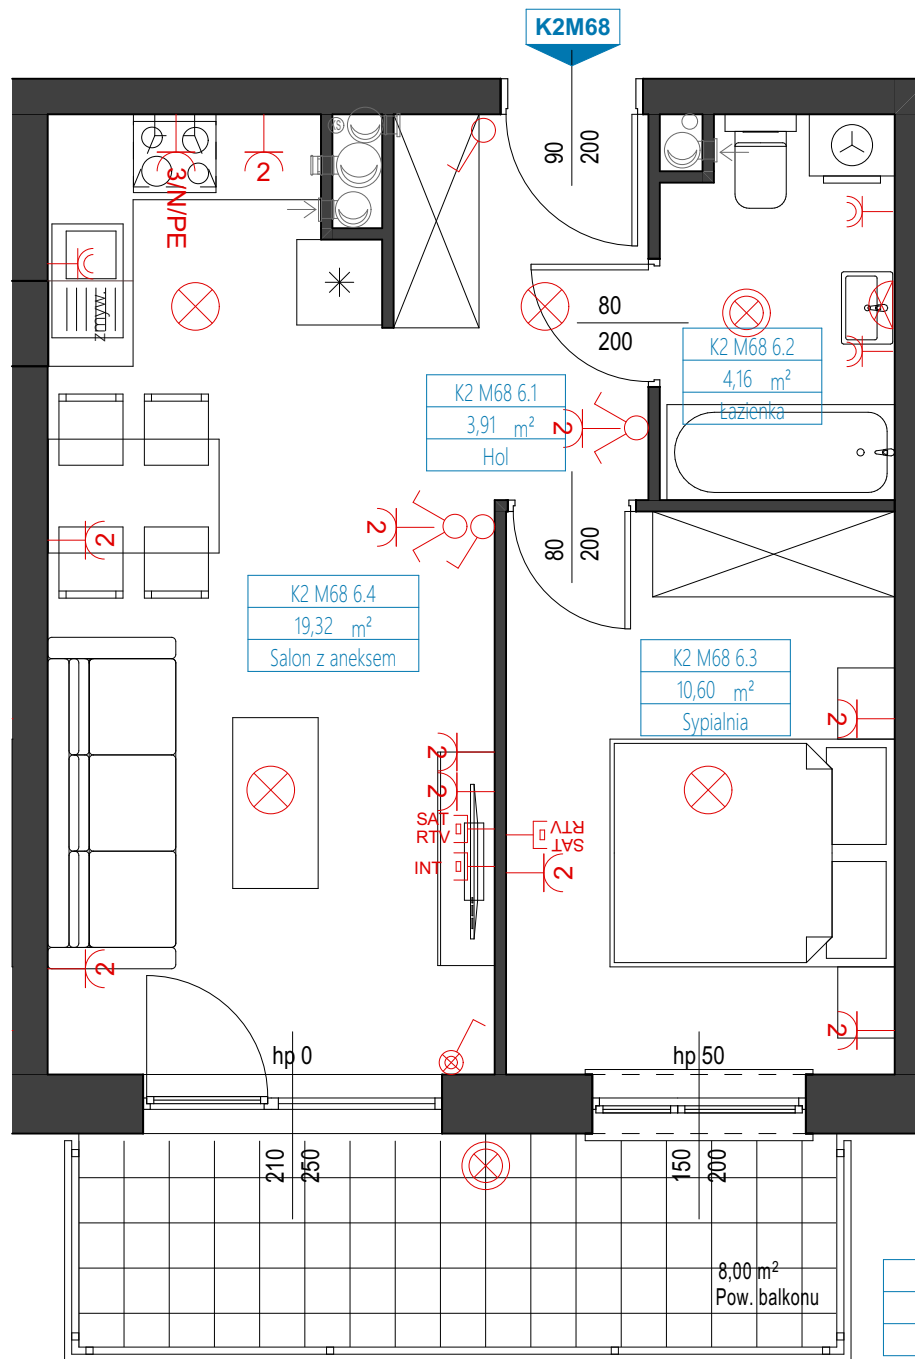 K2M68
90
200
2
3/N/PE
zmyw.
80
200
K2 M68 6.2
4,16 m²
Łazienka
K2 M68 6.1
3,91 m²
Hol
2
2
2
80
200
K2 M68 6.4
19,32 m²
Salon z aneksem
K2 M68 6.3
10,60 m²
Sypialnia
2
2
2
SAT
RTV
INT
SAT
RTV
2
2
2
hp 0
hp 50
210
250
150
200
8,00 m²
Pow. balkonu